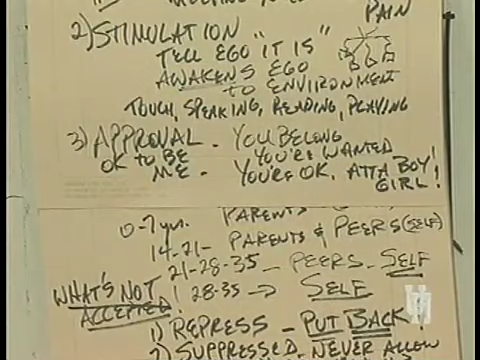 PAIN
2) STIMULATION
TELL EGO "IT IS"
AWAKENS EGO
TO ENVIRONMENT
TOUCH, SPEAKING, READING, PLAYING
3) APPROVAL - YOU BELONG
OK TO BE YOU'RE WANTED
ME - YOU'RE OK, ATTA BOY!
GIRL!
0-7 yrs. PARENTS
14-21- PARENTS & PEERS (SELF)
21-28-35 - PEERS - SELF
WHAT'S NOT ACCEPTED
28-35 -> SELF
1) REPRESS - PUT BACK
2) SUPPRESSED - NEVER ALLOW